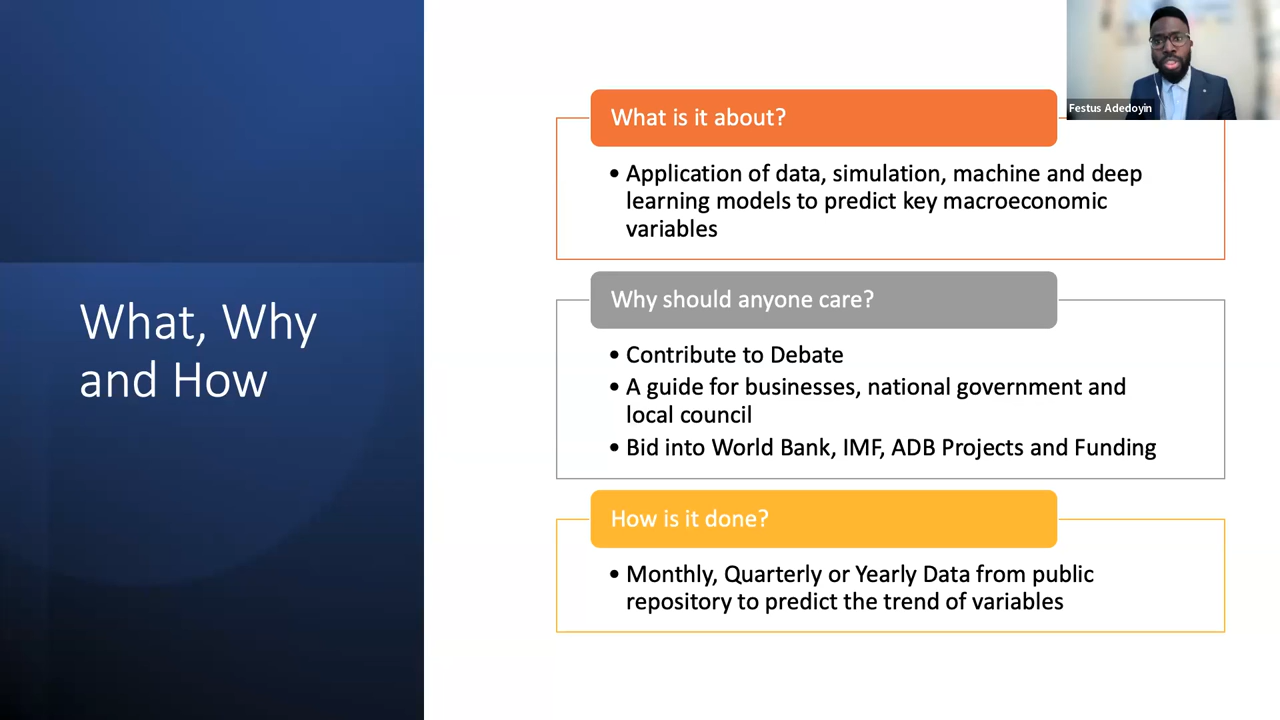 What, Why
and How
What is it about?
• Application of data, simulation, machine and deep
learning models to predict key macroeconomic
variables
Why should anyone care?
• Contribute to Debate
• A guide for businesses, national government and
local council
• Bid into World Bank, IMF, ADB Projects and Funding
How is it done?
• Monthly, Quarterly or Yearly Data from public
repository to predict the trend of variables
Festus Adedoyin